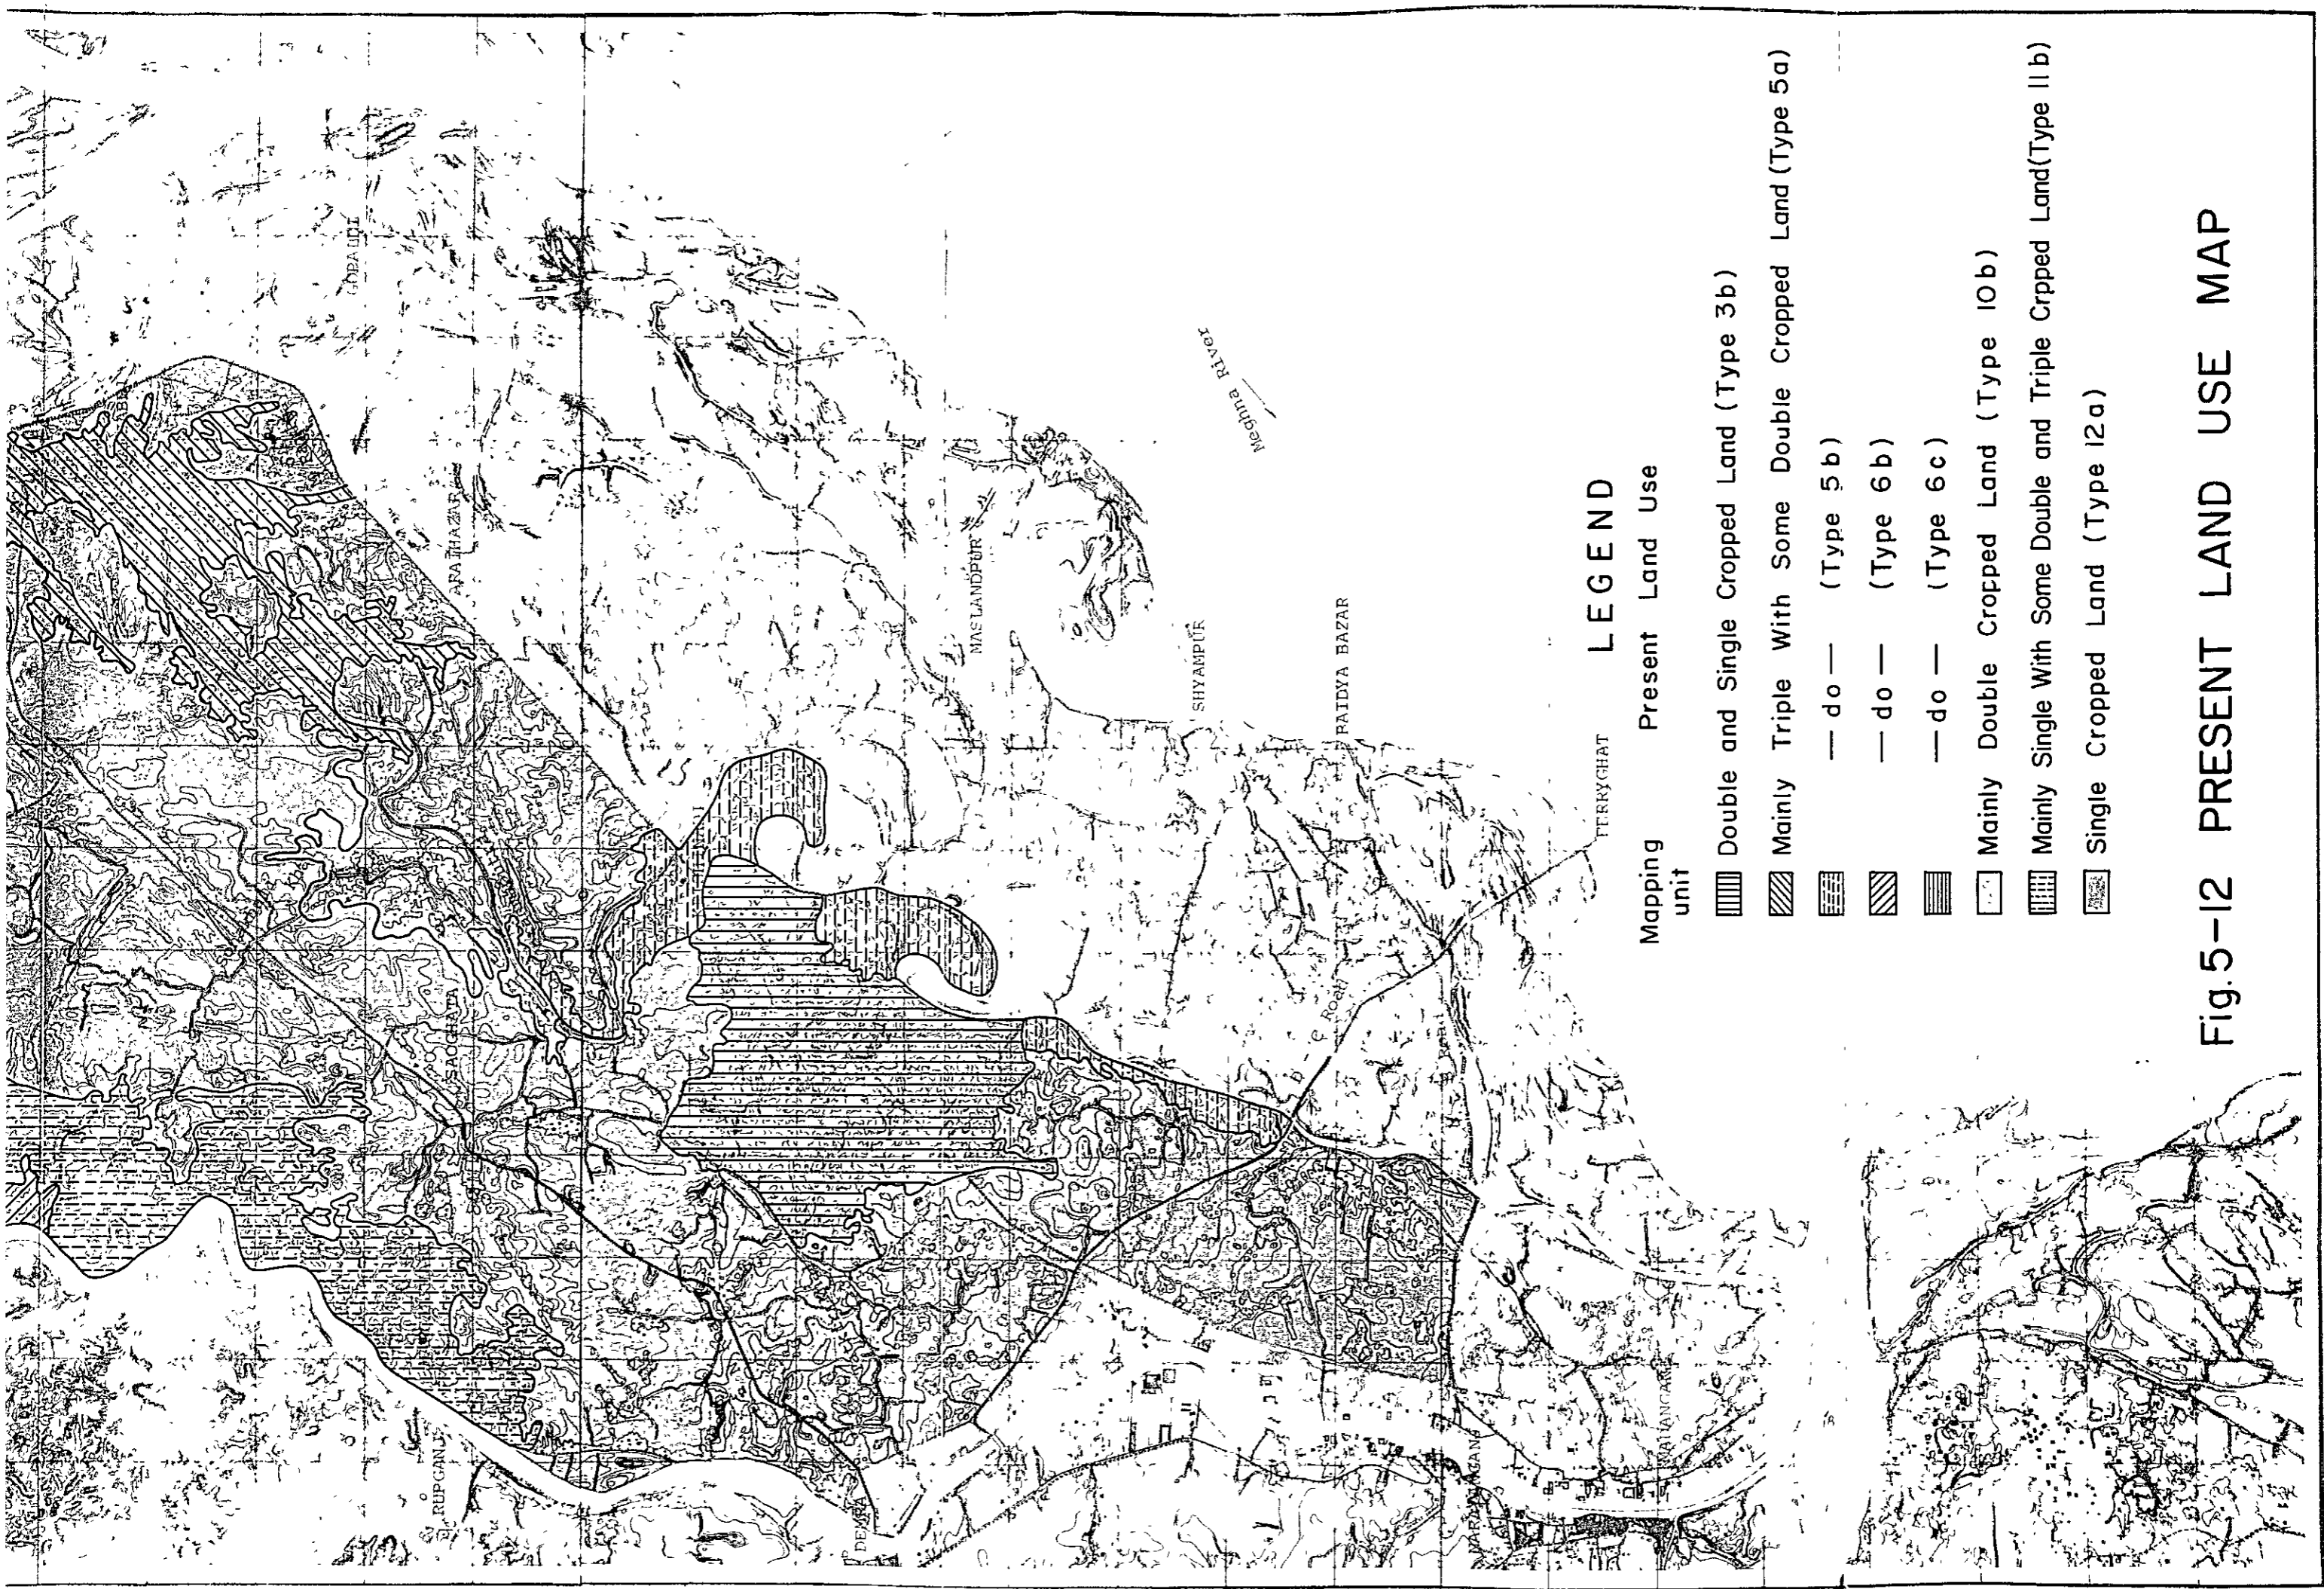 GOPALDI
ARAIHAZAR
MASLANDPUR
Meghna River
SHYAMPUR
BAIDYA BAZAR
FERRYGHAT
SAOGHATA
RUPGANJ
DEMRA
NARAYANGANJ
Road
LEGEND
Mapping unit Present Land Use
Double and Single Cropped Land (Type 3b)
Mainly Triple With Some Double Cropped Land (Type 5a)
— do — (Type 5b)
— do — (Type 6b)
— do — (Type 6c)
Mainly Double Cropped Land (Type 10b)
Mainly Single With Some Double and Triple Crpped Land(Type 11b)
Single Cropped Land (Type 12a)
Fig.5-12 PRESENT LAND USE MAP